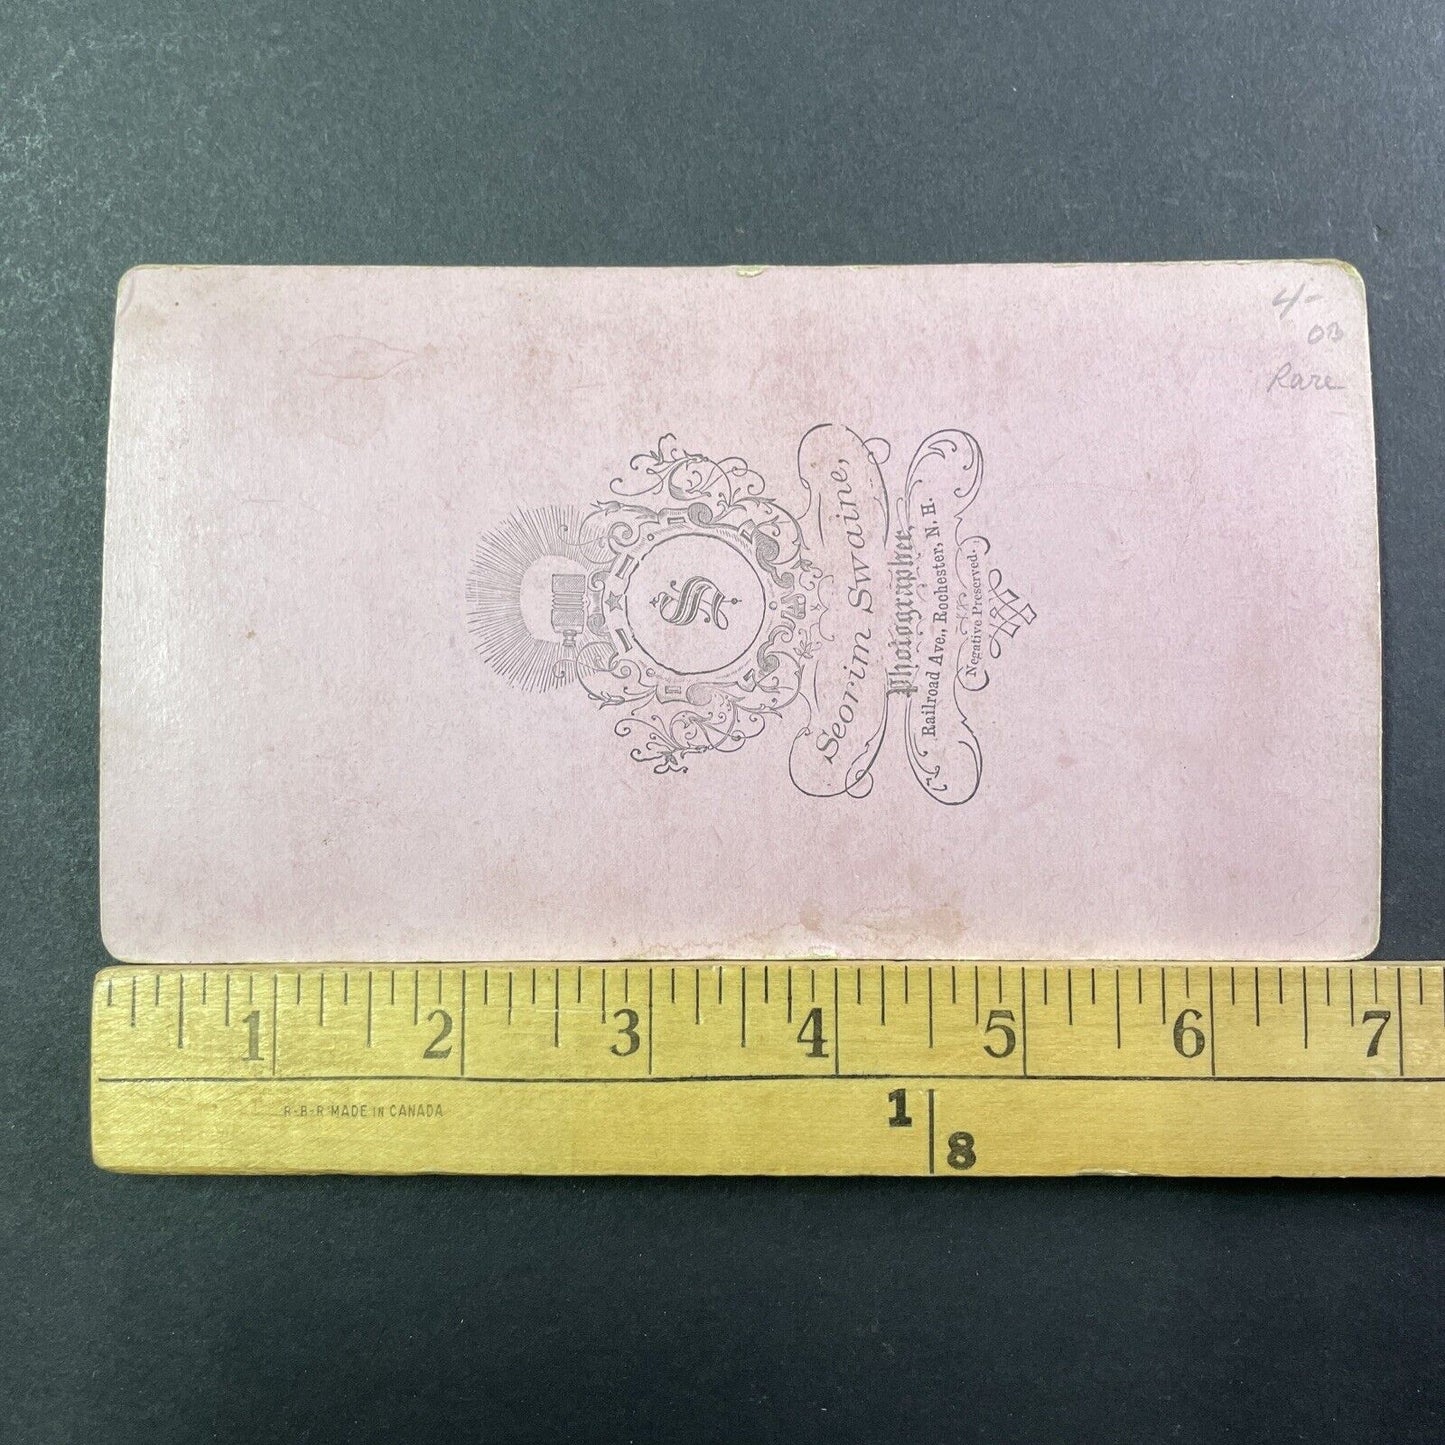 4-
OB
Rare
S
Seorim Swaine,
Photographer,
Railroad Ave., Rochester, N. H.
Negative Preserved.
1 2 3 4 5 6 7
R-B-R MADE IN CANADA
1
8